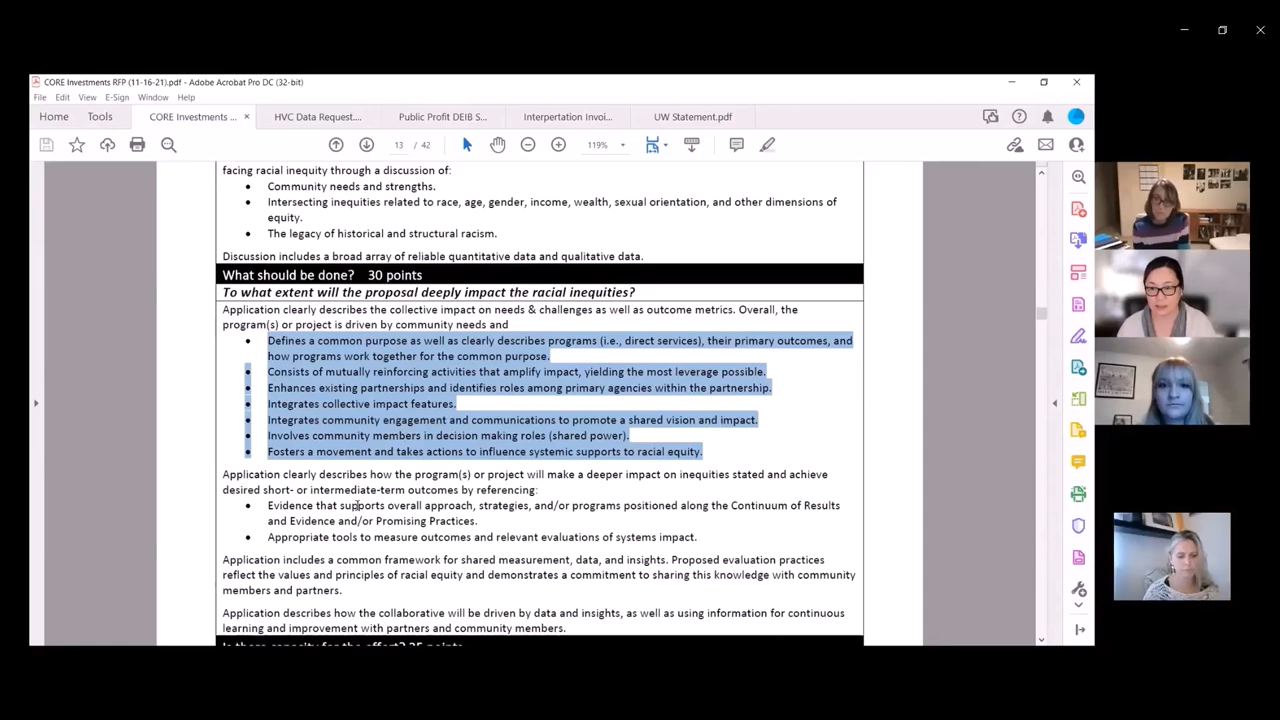 CORE Investments RFP (11-16-21).pdf - Adobe Acrobat Pro DC (32-bit)
File Edit View E-Sign Window Help
Home Tools CORE Investments ... × HVC Data Request.... Public Profit DEIB S... Interpertation Invoi... UW Statement.pdf
13 / 42 119%
facing racial inequity through a discussion of:
• Community needs and strengths.
• Intersecting inequities related to race, age, gender, income, wealth, sexual orientation, and other dimensions of
equity.
• The legacy of historical and structural racism.
Discussion includes a broad array of reliable quantitative data and qualitative data.
What should be done? 30 points
To what extent will the proposal deeply impact the racial inequities?
Application clearly describes the collective impact on needs & challenges as well as outcome metrics. Overall, the
program(s) or project is driven by community needs and
• Defines a common purpose as well as clearly describes programs (i.e., direct services), their primary outcomes, and
how programs work together for the common purpose.
• Consists of mutually reinforcing activities that amplify impact, yielding the most leverage possible.
• Enhances existing partnerships and identifies roles among primary agencies within the partnership.
• Integrates collective impact features.
• Integrates community engagement and communications to promote a shared vision and impact.
• Involves community members in decision making roles (shared power).
• Fosters a movement and takes actions to influence systemic supports to racial equity.
Application clearly describes how the program(s) or project will make a deeper impact on inequities stated and achieve
desired short- or intermediate-term outcomes by referencing:
• Evidence that supports overall approach, strategies, and/or programs positioned along the Continuum of Results
and Evidence and/or Promising Practices.
• Appropriate tools to measure outcomes and relevant evaluations of systems impact.
Application includes a common framework for shared measurement, data, and insights. Proposed evaluation practices
reflect the values and principles of racial equity and demonstrates a commitment to sharing this knowledge with community
members and partners.
Application describes how the collaborative will be driven by data and insights, as well as using information for continuous
learning and improvement with partners and community members.
Is there capacity for the effort? 25 points